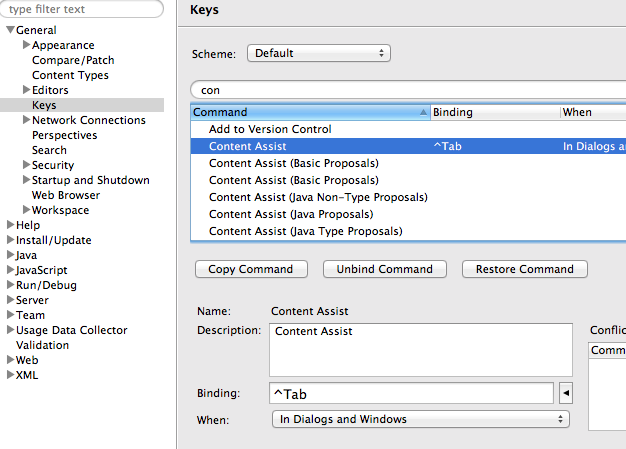 type filter text
General
Appearance
Compare/Patch
Content Types
Editors
Keys
Network Connections
Perspectives
Search
Security
Startup and Shutdown
Web Browser
Workspace
Help
Install/Update
Java
JavaScript
Run/Debug
Server
Team
Usage Data Collector
Validation
Web
XML
Keys
Scheme: Default
con
Command Binding When
Add to Version Control
Content Assist ^Tab In Dialogs an
Content Assist (Basic Proposals)
Content Assist (Basic Proposals)
Content Assist (Java Non-Type Proposals)
Content Assist (Java Proposals)
Content Assist (Java Type Proposals)
Copy Command Unbind Command Restore Command
Name: Content Assist
Description: Content Assist
Conflic
Comm
Binding: ^Tab
When: In Dialogs and Windows